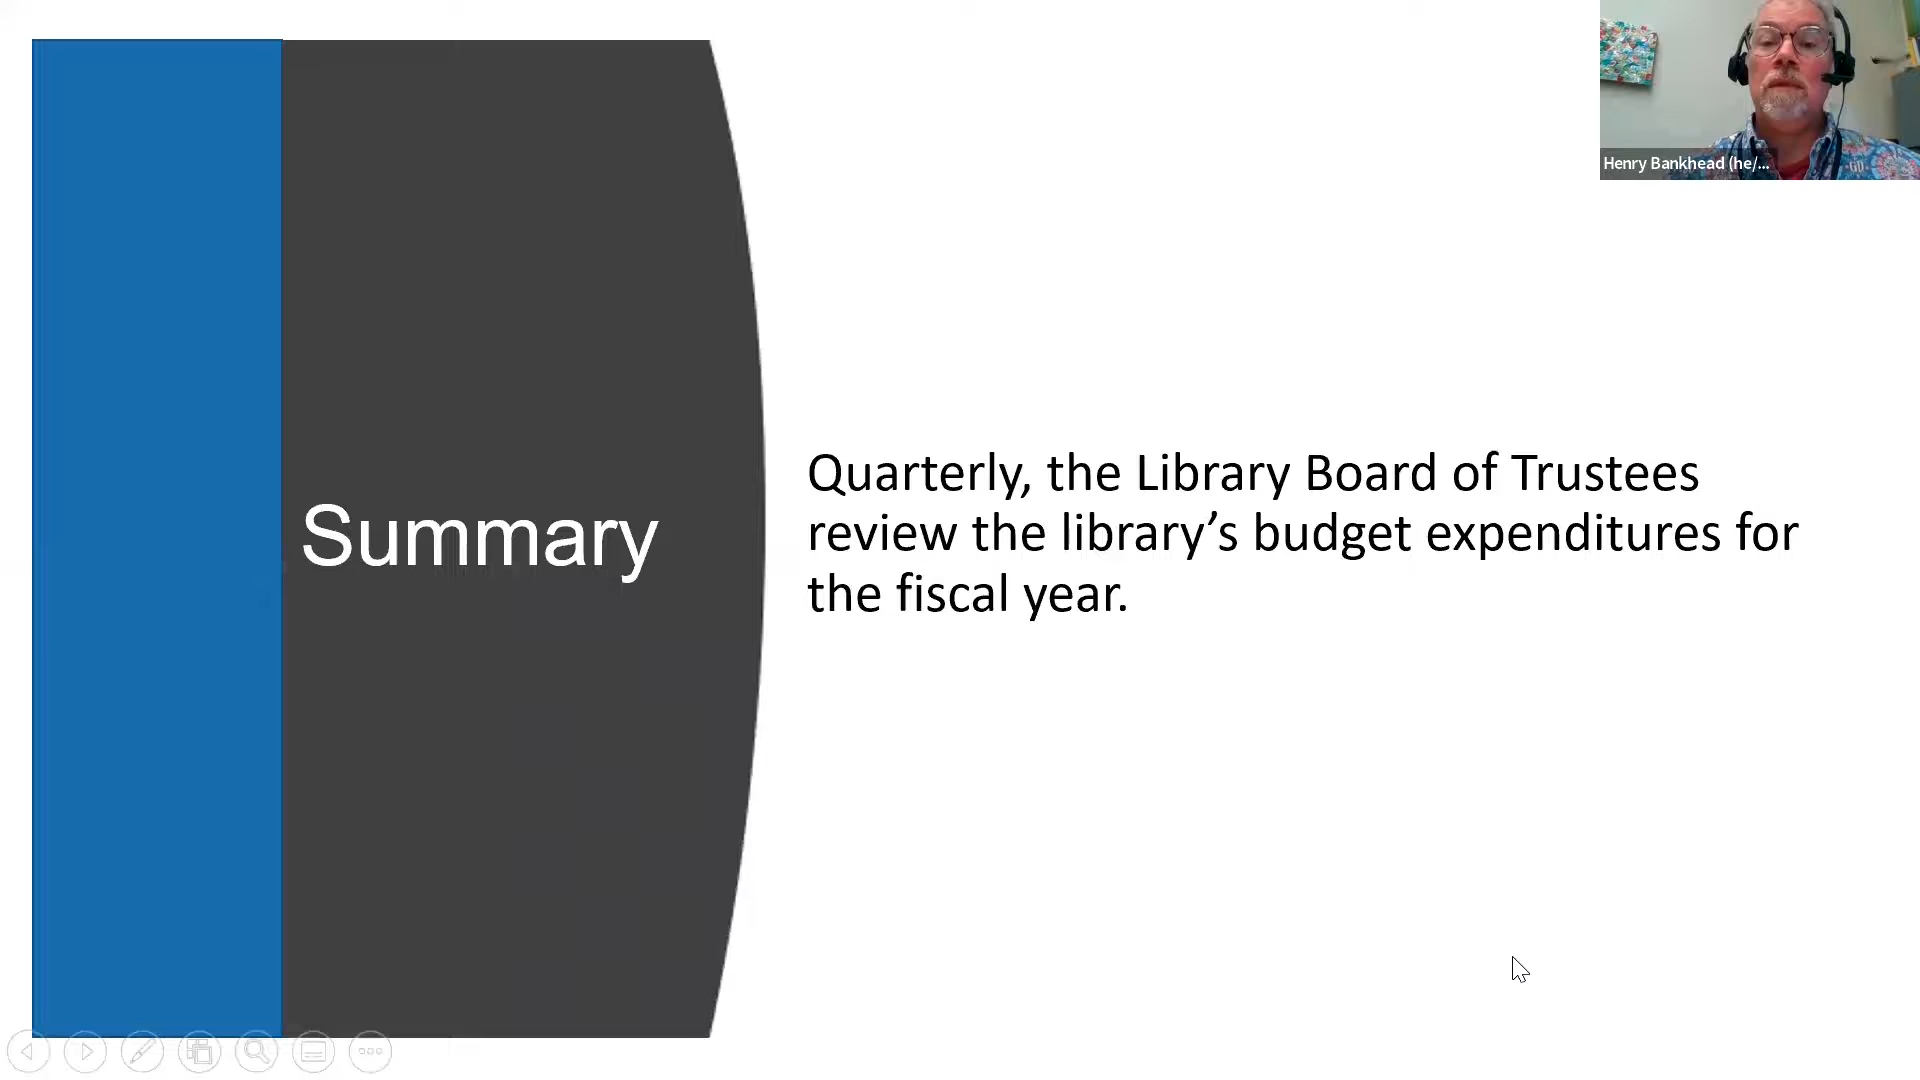 Henry Bankhead (he/...
Summary
Quarterly, the Library Board of Trustees
review the library’s budget expenditures for
the fiscal year.